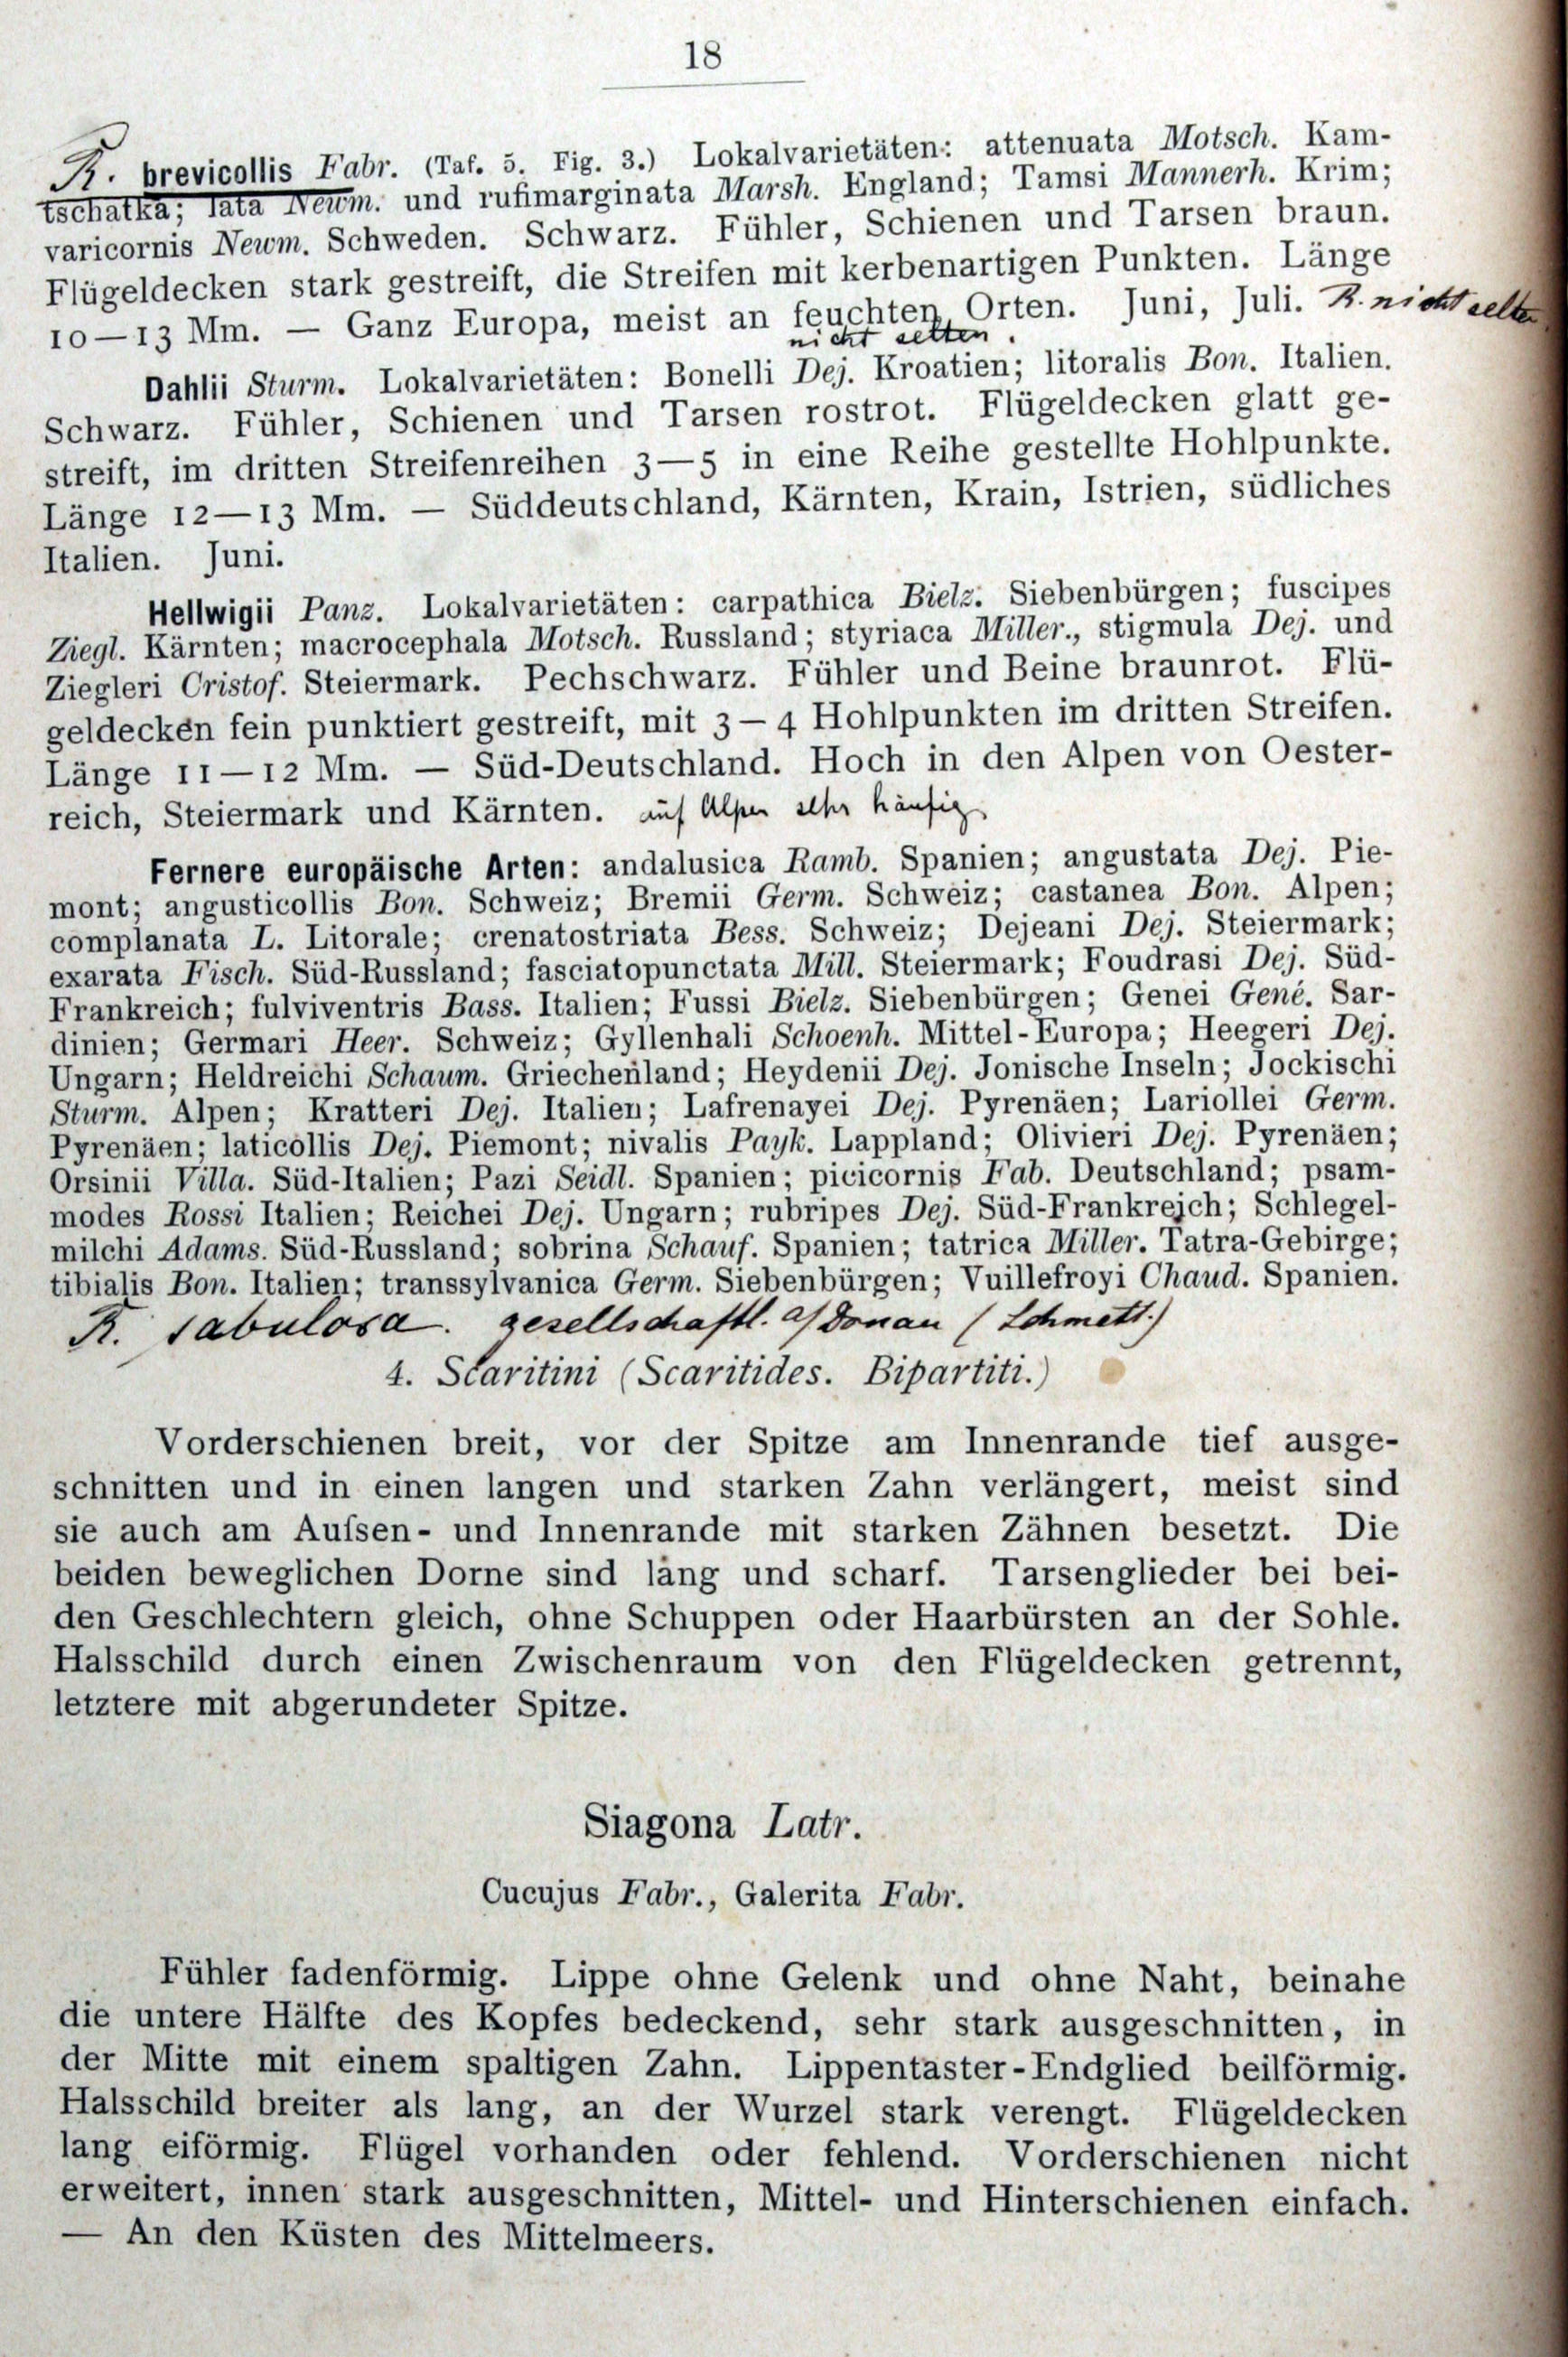 18
R. brevicollis Fabr. (Taf. 5. Fig. 3.) Lokalvarietäten: attenuata Motsch. Kam-
tschatka; lata Newm. und rufimarginata Marsh. England; Tamsi Mannerh. Krim;
varicornis Newm. Schweden. Schwarz. Fühler, Schienen und Tarsen braun.
Flügeldecken stark gestreift, die Streifen mit kerbenartigen Punkten. Länge
10—13 Mm. — Ganz Europa, meist an feuchten Orten. Juni, Juli. R. nicht selten
nicht selten.
Dahlii Sturm. Lokalvarietäten: Bonelli Dej. Kroatien; litoralis Bon. Italien.
Schwarz. Fühler, Schienen und Tarsen rostrot. Flügeldecken glatt ge-
streift, im dritten Streifenreihen 3—5 in eine Reihe gestellte Hohlpunkte.
Länge 12—13 Mm. — Süddeutschland, Kärnten, Krain, Istrien, südliches
Italien. Juni.
Hellwigii Panz. Lokalvarietäten: carpathica Bielz. Siebenbürgen; fuscipes
Ziegl. Kärnten; macrocephala Motsch. Russland; styriaca Miller., stigmula Dej. und
Ziegleri Cristof. Steiermark. Pechschwarz. Fühler und Beine braunrot. Flü-
geldecken fein punktiert gestreift, mit 3—4 Hohlpunkten im dritten Streifen.
Länge 11—12 Mm. — Süd-Deutschland. Hoch in den Alpen von Oester-
reich, Steiermark und Kärnten. auf Alpen sehr häufig
Fernere europäische Arten: andalusica Ramb. Spanien; angustata Dej. Pie-
mont; angusticollis Bon. Schweiz; Bremii Germ. Schweiz; castanea Bon. Alpen;
complanata L. Litorale; crenatostriata Bess. Schweiz; Dejeani Dej. Steiermark;
exarata Fisch. Süd-Russland; fasciatopunctata Mill. Steiermark; Foudrasi Dej. Süd-
Frankreich; fulviventris Bass. Italien; Fussi Bielz. Siebenbürgen; Genei Gené. Sar-
dinien; Germari Heer. Schweiz; Gyllenhali Schoenh. Mittel-Europa; Heegeri Dej.
Ungarn; Heldreichi Schaum. Griechenland; Heydenii Dej. Jonische Inseln; Jockischi
Sturm. Alpen; Kratteri Dej. Italien; Lafrenayei Dej. Pyrenäen; Lariollei Germ.
Pyrenäen; laticollis Dej. Piemont; nivalis Payk. Lappland; Olivieri Dej. Pyrenäen;
Orsinii Villa. Süd-Italien; Pazi Seidl. Spanien; picicornis Fab. Deutschland; psam-
modes Rossi Italien; Reichei Dej. Ungarn; rubripes Dej. Süd-Frankreich; Schlegel-
milchi Adams. Süd-Russland; sobrina Schauf. Spanien; tatrica Miller. Tatra-Gebirge;
tibialis Bon. Italien; transsylvanica Germ. Siebenbürgen; Vuillefroyi Chaud. Spanien.
R. sabulosa. gesellschaftl. a/ Donau (Schmett.)
4. Scaritini (Scaritides. Bipartiti.)
Vorderschienen breit, vor der Spitze am Innenrande tief ausge-
schnitten und in einen langen und starken Zahn verlängert, meist sind
sie auch am Aufsen- und Innenrande mit starken Zähnen besetzt. Die
beiden beweglichen Dorne sind lang und scharf. Tarsenglieder bei bei-
den Geschlechtern gleich, ohne Schuppen oder Haarbürsten an der Sohle.
Halsschild durch einen Zwischenraum von den Flügeldecken getrennt,
letztere mit abgerundeter Spitze.
Siagona Latr.
Cucujus Fabr., Galerita Fabr.
Fühler fadenförmig. Lippe ohne Gelenk und ohne Naht, beinahe
die untere Hälfte des Kopfes bedeckend, sehr stark ausgeschnitten, in
der Mitte mit einem spaltigen Zahn. Lippentaster-Endglied beilförmig.
Halsschild breiter als lang, an der Wurzel stark verengt. Flügeldecken
lang eiförmig. Flügel vorhanden oder fehlend. Vorderschienen nicht
erweitert, innen stark ausgeschnitten, Mittel- und Hinterschienen einfach.
— An den Küsten des Mittelmeers.